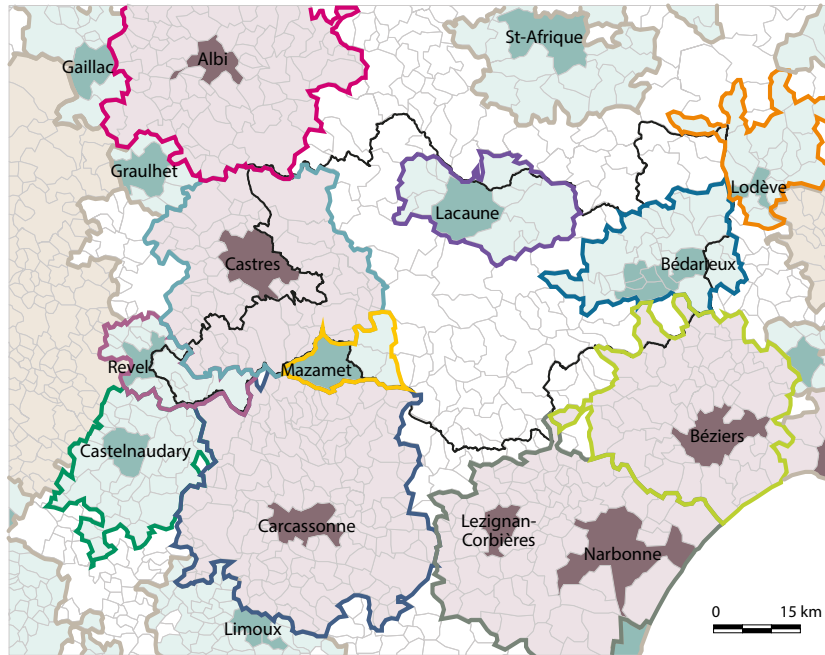 St-Afrique
Gaillac
Albi
Graulhet
Lodève
Lacaune
Castres
Bédarieux
Revel
Mazamet
Castelnaudary
Béziers
Carcassonne
Lezignan-
Corbières
Narbonne
Limoux
0 15 km